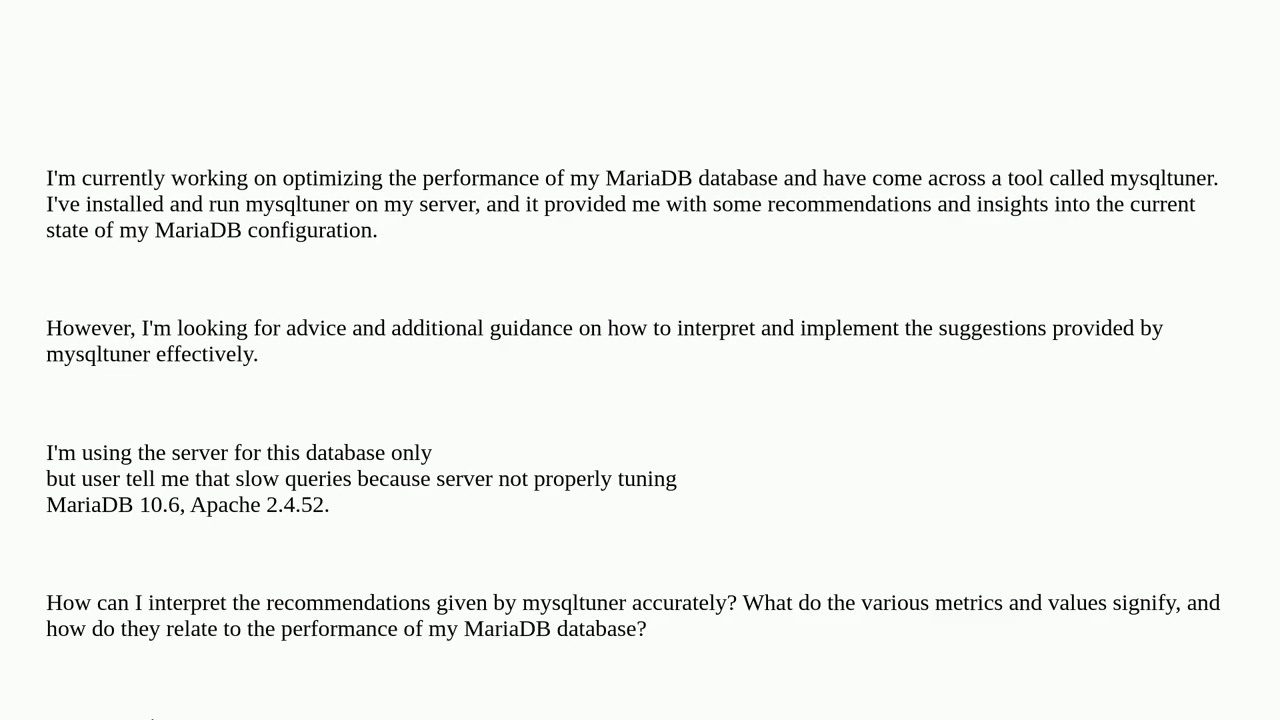 I'm currently working on optimizing the performance of my MariaDB database and have come across a tool called mysqltuner.
I've installed and run mysqltuner on my server, and it provided me with some recommendations and insights into the current
state of my MariaDB configuration.
However, I'm looking for advice and additional guidance on how to interpret and implement the suggestions provided by
mysqltuner effectively.
I'm using the server for this database only
but user tell me that slow queries because server not properly tuning
MariaDB 10.6, Apache 2.4.52.
How can I interpret the recommendations given by mysqltuner accurately? What do the various metrics and values signify, and
how do they relate to the performance of my MariaDB database?